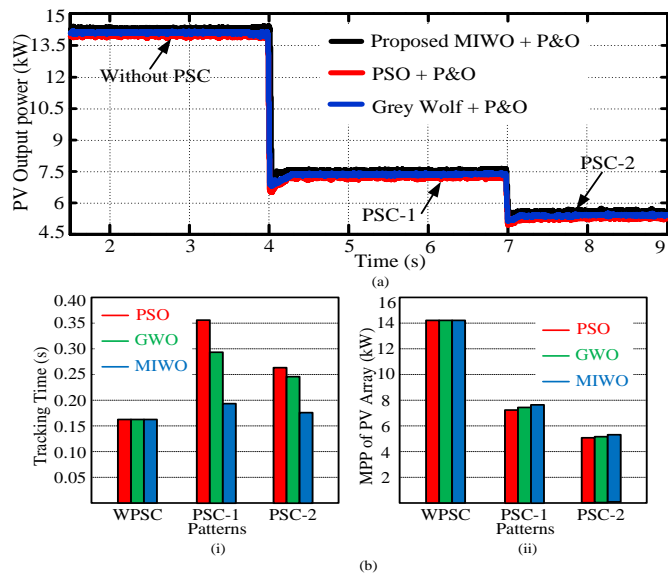 15
13.5
12
10.5
9
7.5
6
4.5
PV Output power (kW)
Without PSC
Proposed MIWO + P&O
PSO + P&O
Grey Wolf + P&O
PSC-1
PSC-2
2
3
4
5
6
7
8
9
Time (s)
(a)
0.40
0.35
0.30
0.25
0.20
0.15
0.10
0.05
Tracking Time (s)
PSO
GWO
MIWO
WPSC
PSC-1
PSC-2
Patterns
(i)
16
14
12
10
8
6
4
2
MPP of PV Array (kW)
PSO
GWO
MIWO
WPSC
PSC-1
PSC-2
Patterns
(ii)
(b)